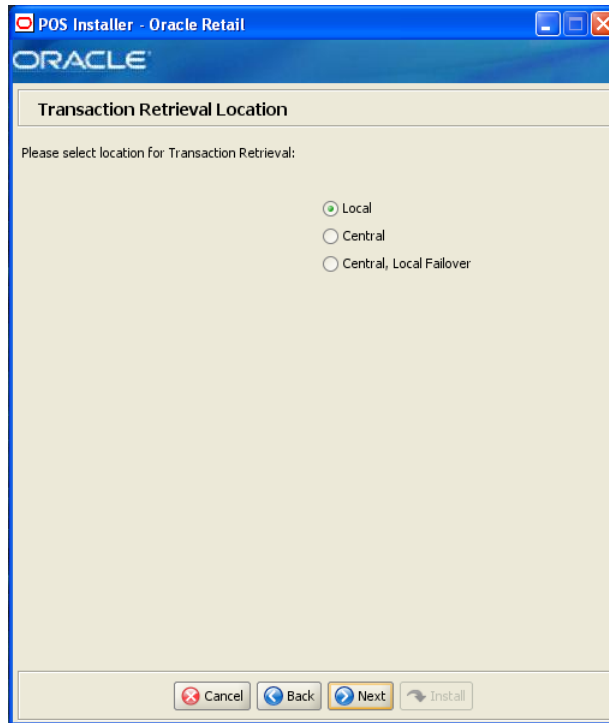 POS Installer - Oracle Retail
ORACLE
Transaction Retrieval Location
Please select location for Transaction Retrieval:
Local
Central
Central, Local Failover
Cancel Back Next Install